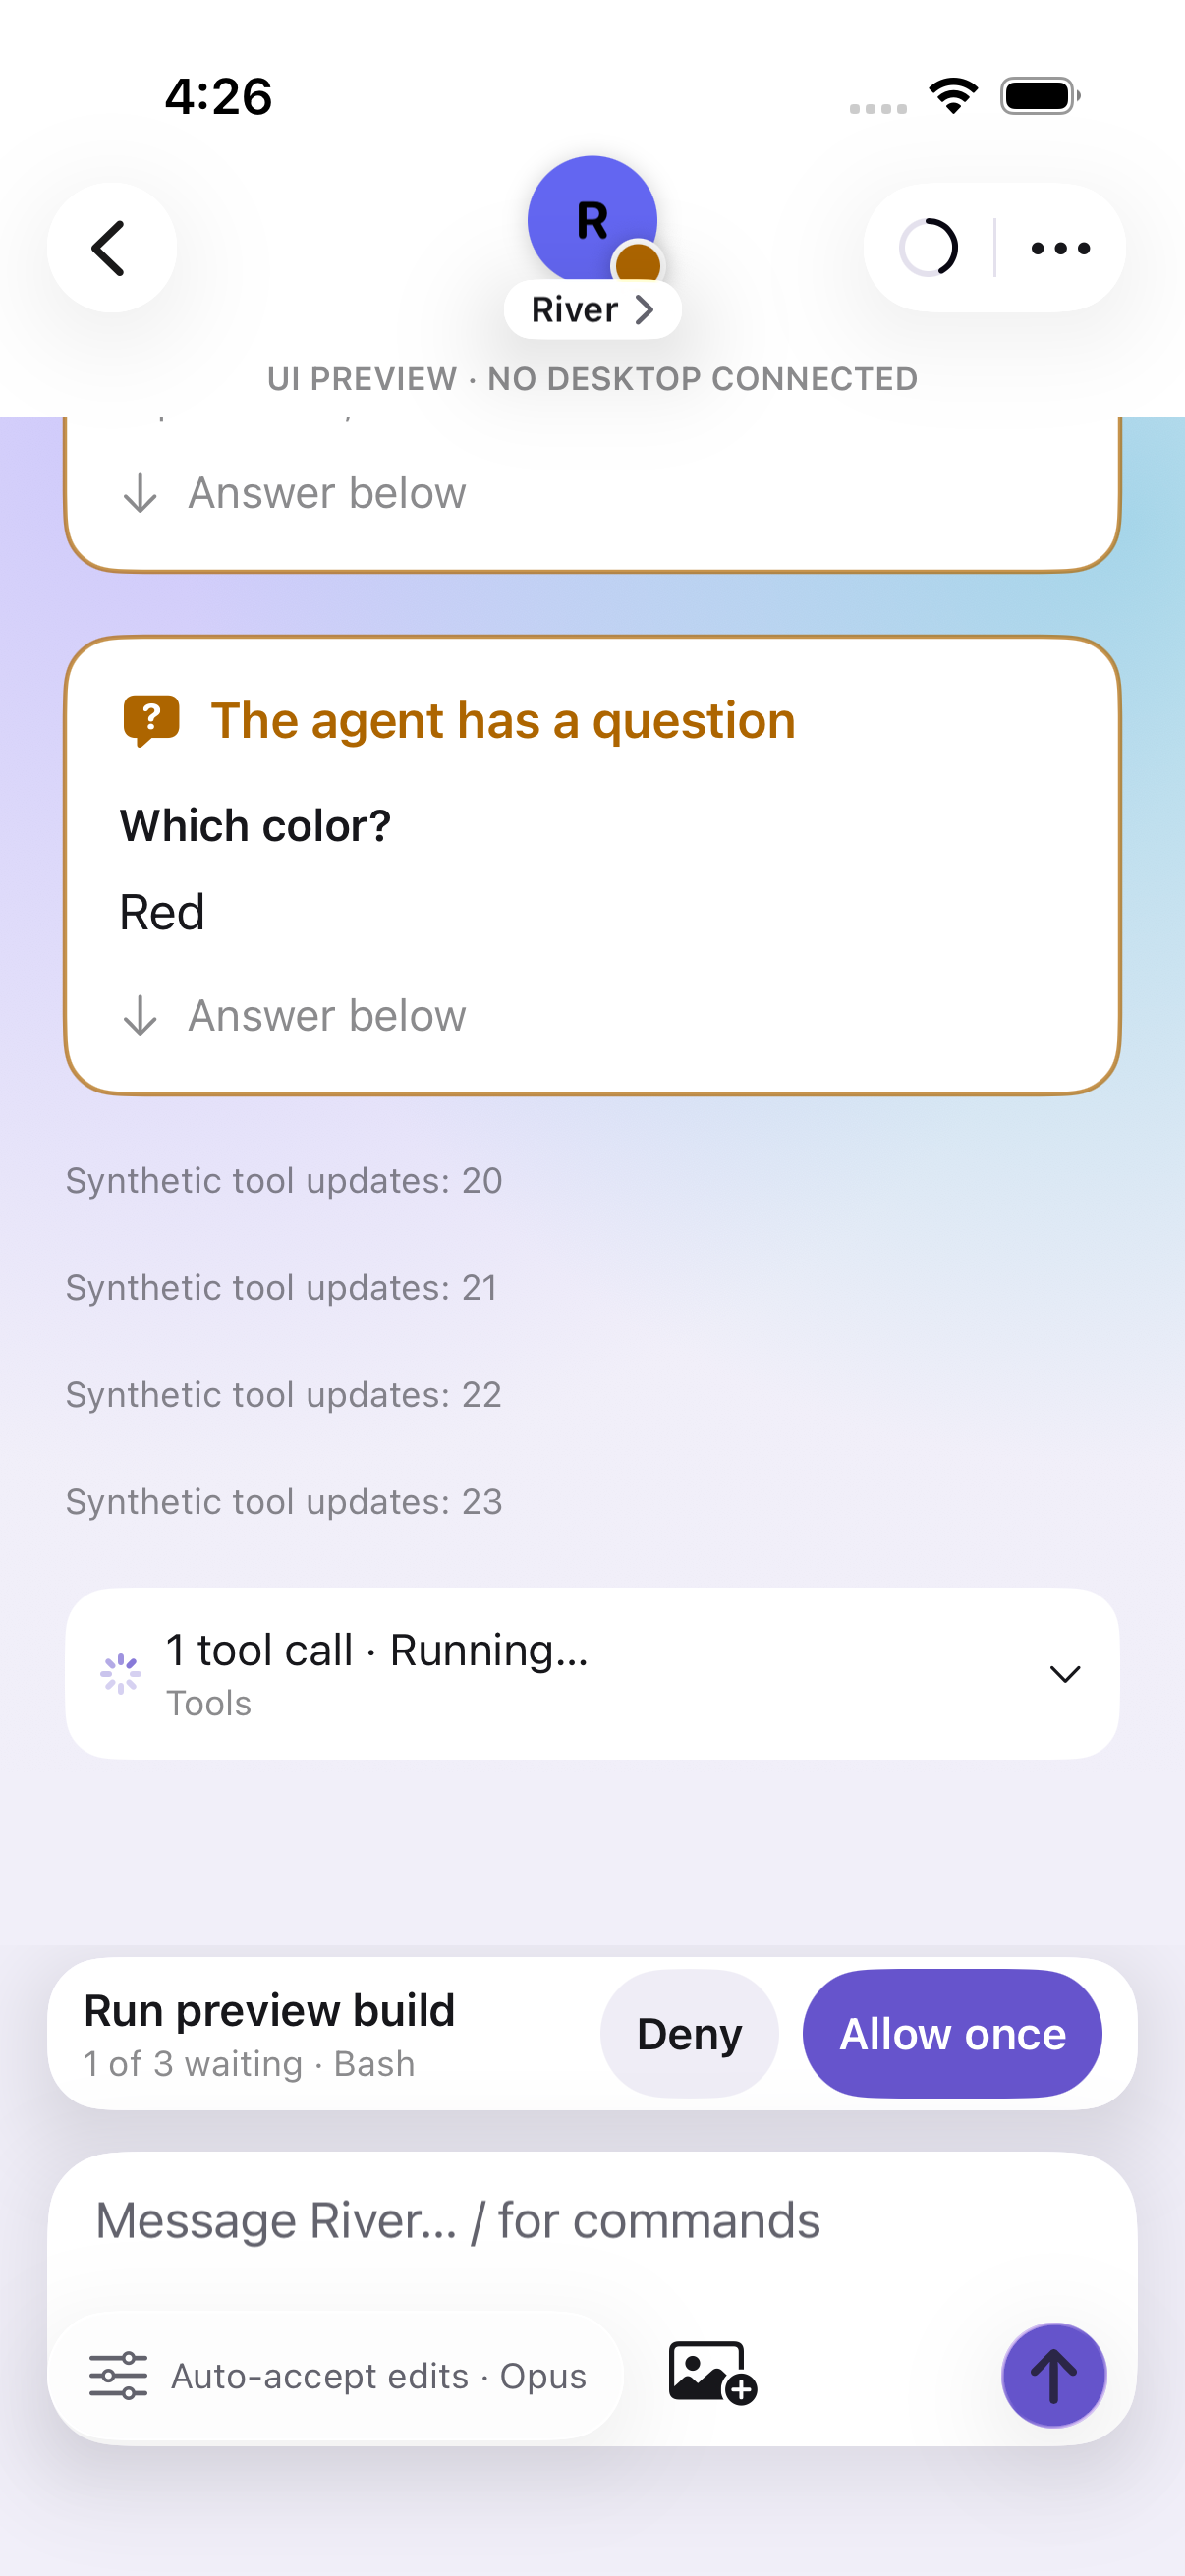 4:26
R
River
UI PREVIEW · NO DESKTOP CONNECTED
Answer below
The agent has a question
Which color?
Red
Answer below
Synthetic tool updates: 20
Synthetic tool updates: 21
Synthetic tool updates: 22
Synthetic tool updates: 23
1 tool call · Running...
Tools
Run preview build
1 of 3 waiting · Bash
Deny
Allow once
Message River... / for commands
Auto-accept edits · Opus